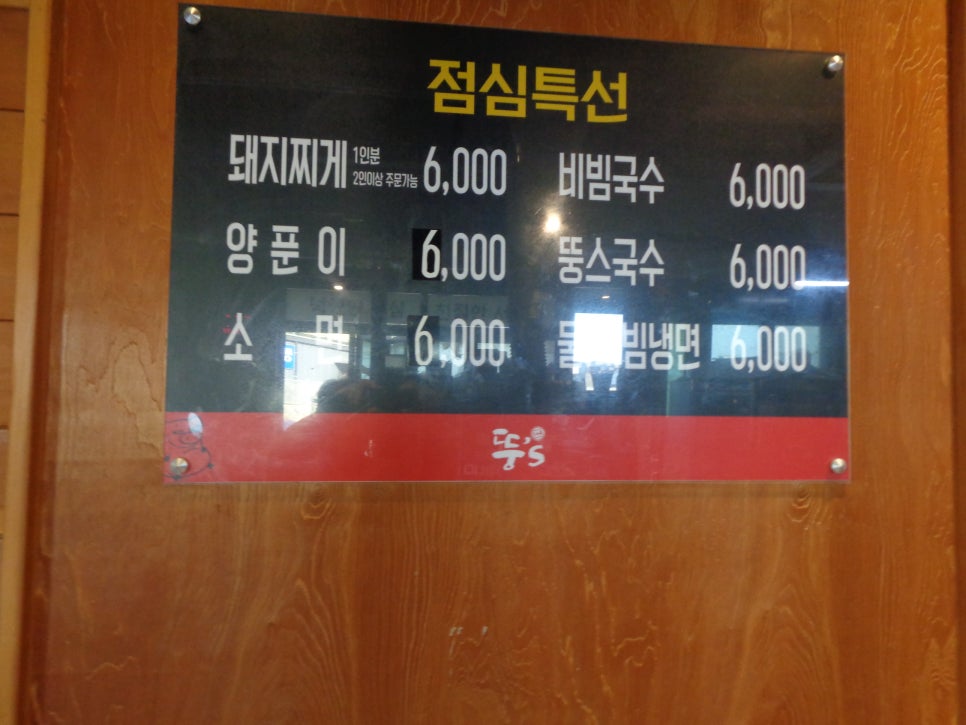 점심특선
돼지찌게 1인분 2인이상 주문가능 6,000
양푼이 6,000
소면 6,000
비빔국수 6,000
뚱스국수 6,000
빔냉면 6,000
뚱's